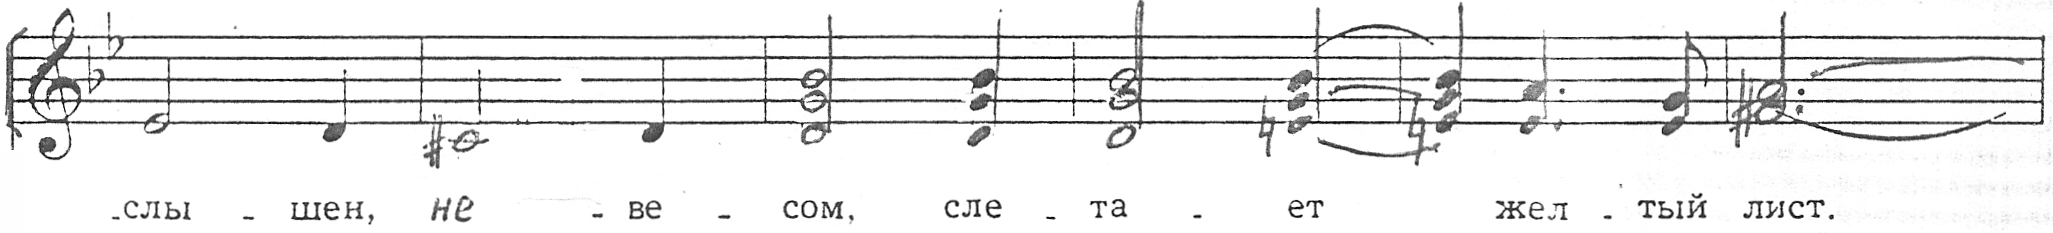 -слы - шен, не - ве - сом, сле - та - ет жел - тый лист.